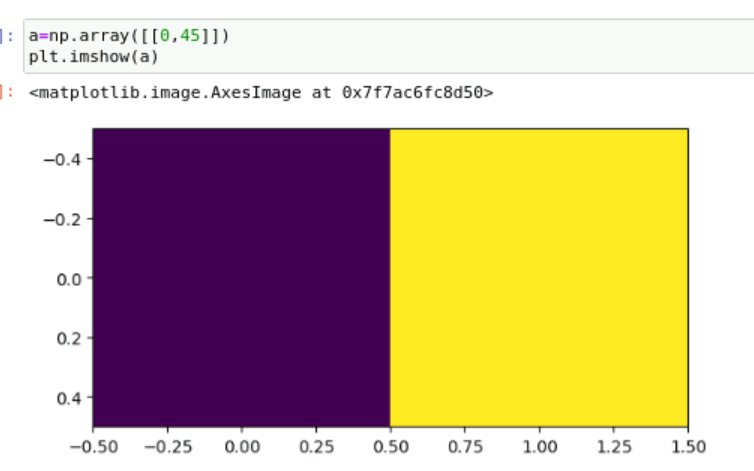 ]: a=np.array([[0,45]])
plt.imshow(a)
]: <matplotlib.image.AxesImage at 0x7f7ac6fc8d50>
−0.4
−0.2
0.0
0.2
0.4
−0.50 −0.25 0.00 0.25 0.50 0.75 1.00 1.25 1.50